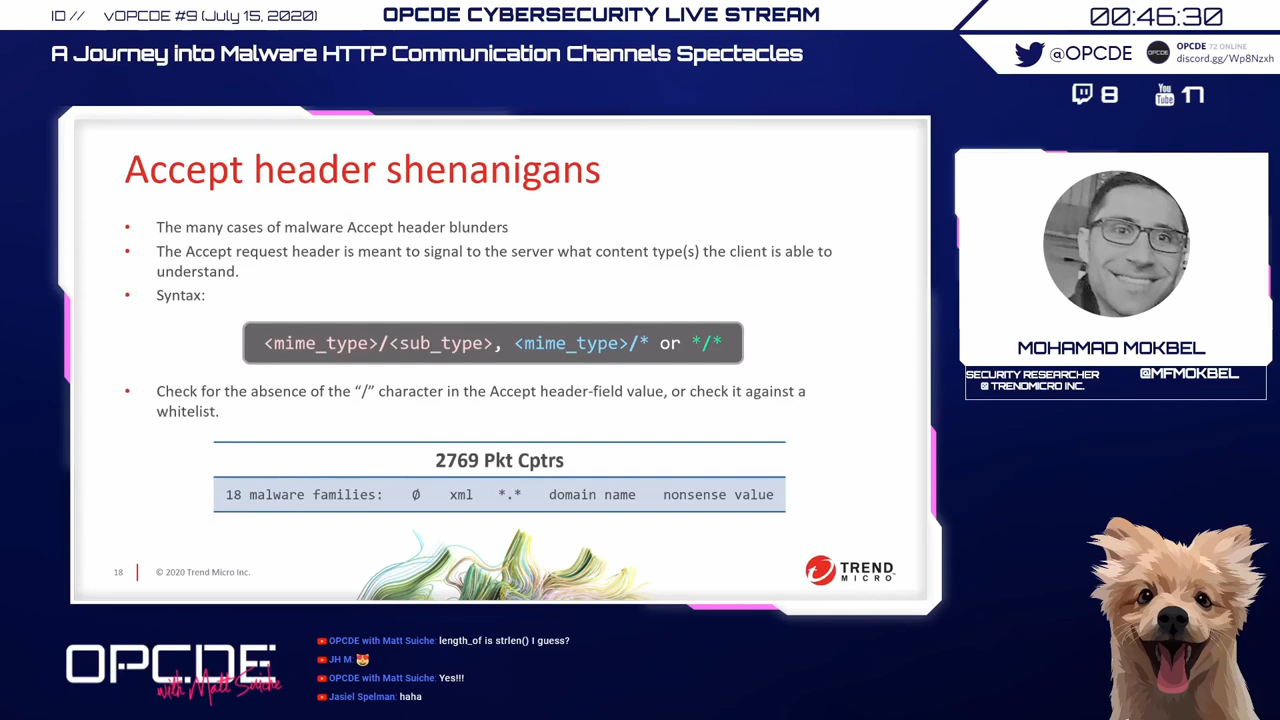 ID // vOPCDE #9 (July 15, 2020)
OPCDE CYBERSECURITY LIVE STREAM
00:46:30
A Journey into Malware HTTP Communication Channels Spectacles
@OPCDE
OPCDE
OPCDE 72 ONLINE
discord.gg/Wp8Nzxh
8
You
Tube
17
Accept header shenanigans
• The many cases of malware Accept header blunders
• The Accept request header is meant to signal to the server what content type(s) the client is able to
understand.
• Syntax:
<mime_type>/<sub_type>, <mime_type>/* or */*
• Check for the absence of the “/” character in the Accept header-field value, or check it against a
whitelist.
2769 Pkt Cptrs
18 malware families: Ø xml *.* domain name nonsense value
18
© 2020 Trend Micro Inc.
TREND
MICRO
MOHAMAD MOKBEL
SECURITY RESEARCHER
@ TRENDMICRO INC.
@MFMOKBEL
OPCDE
with Matt Suiche
OPCDE with Matt Suiche: length_of is strlen() I guess?
JH M: 😻
OPCDE with Matt Suiche: Yes!!!
Jasiel Spelman: haha